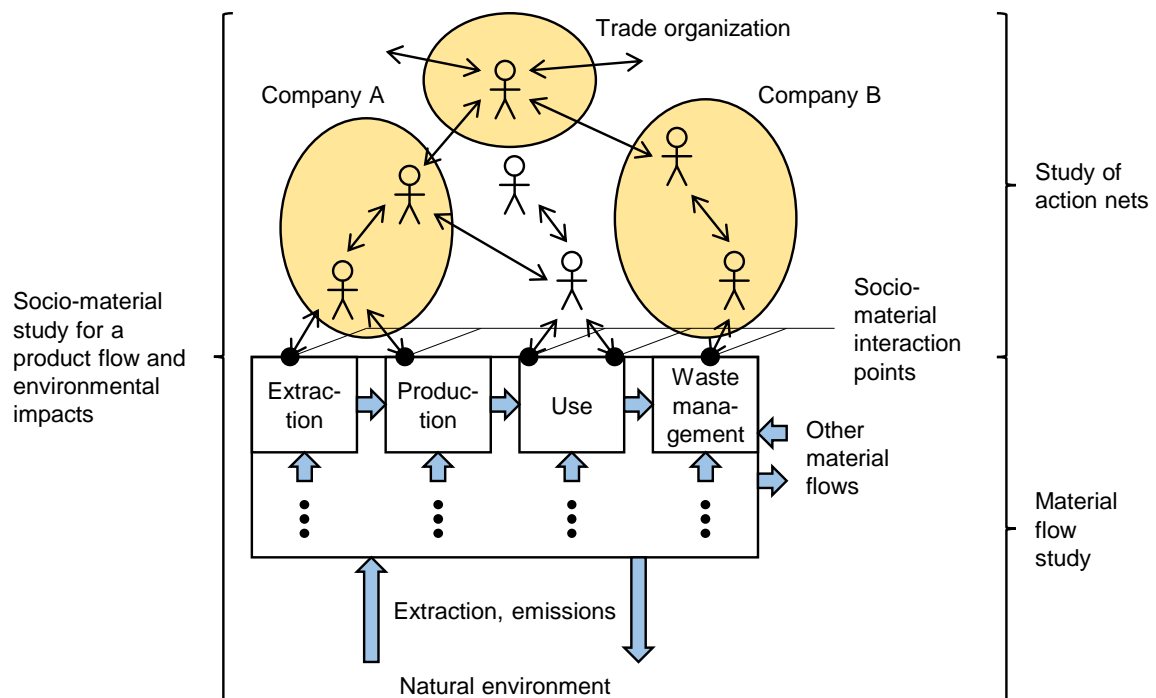 Trade organization
Company A
Company B
Study of
action nets
Socio-material
study for a
product flow and
environmental
impacts
Socio-
material
interaction
points
Extrac-
tion
Produc-
tion
Use
Waste
mana-
gement
Other
material
flows
Material
flow
study
Extraction, emissions
Natural environment